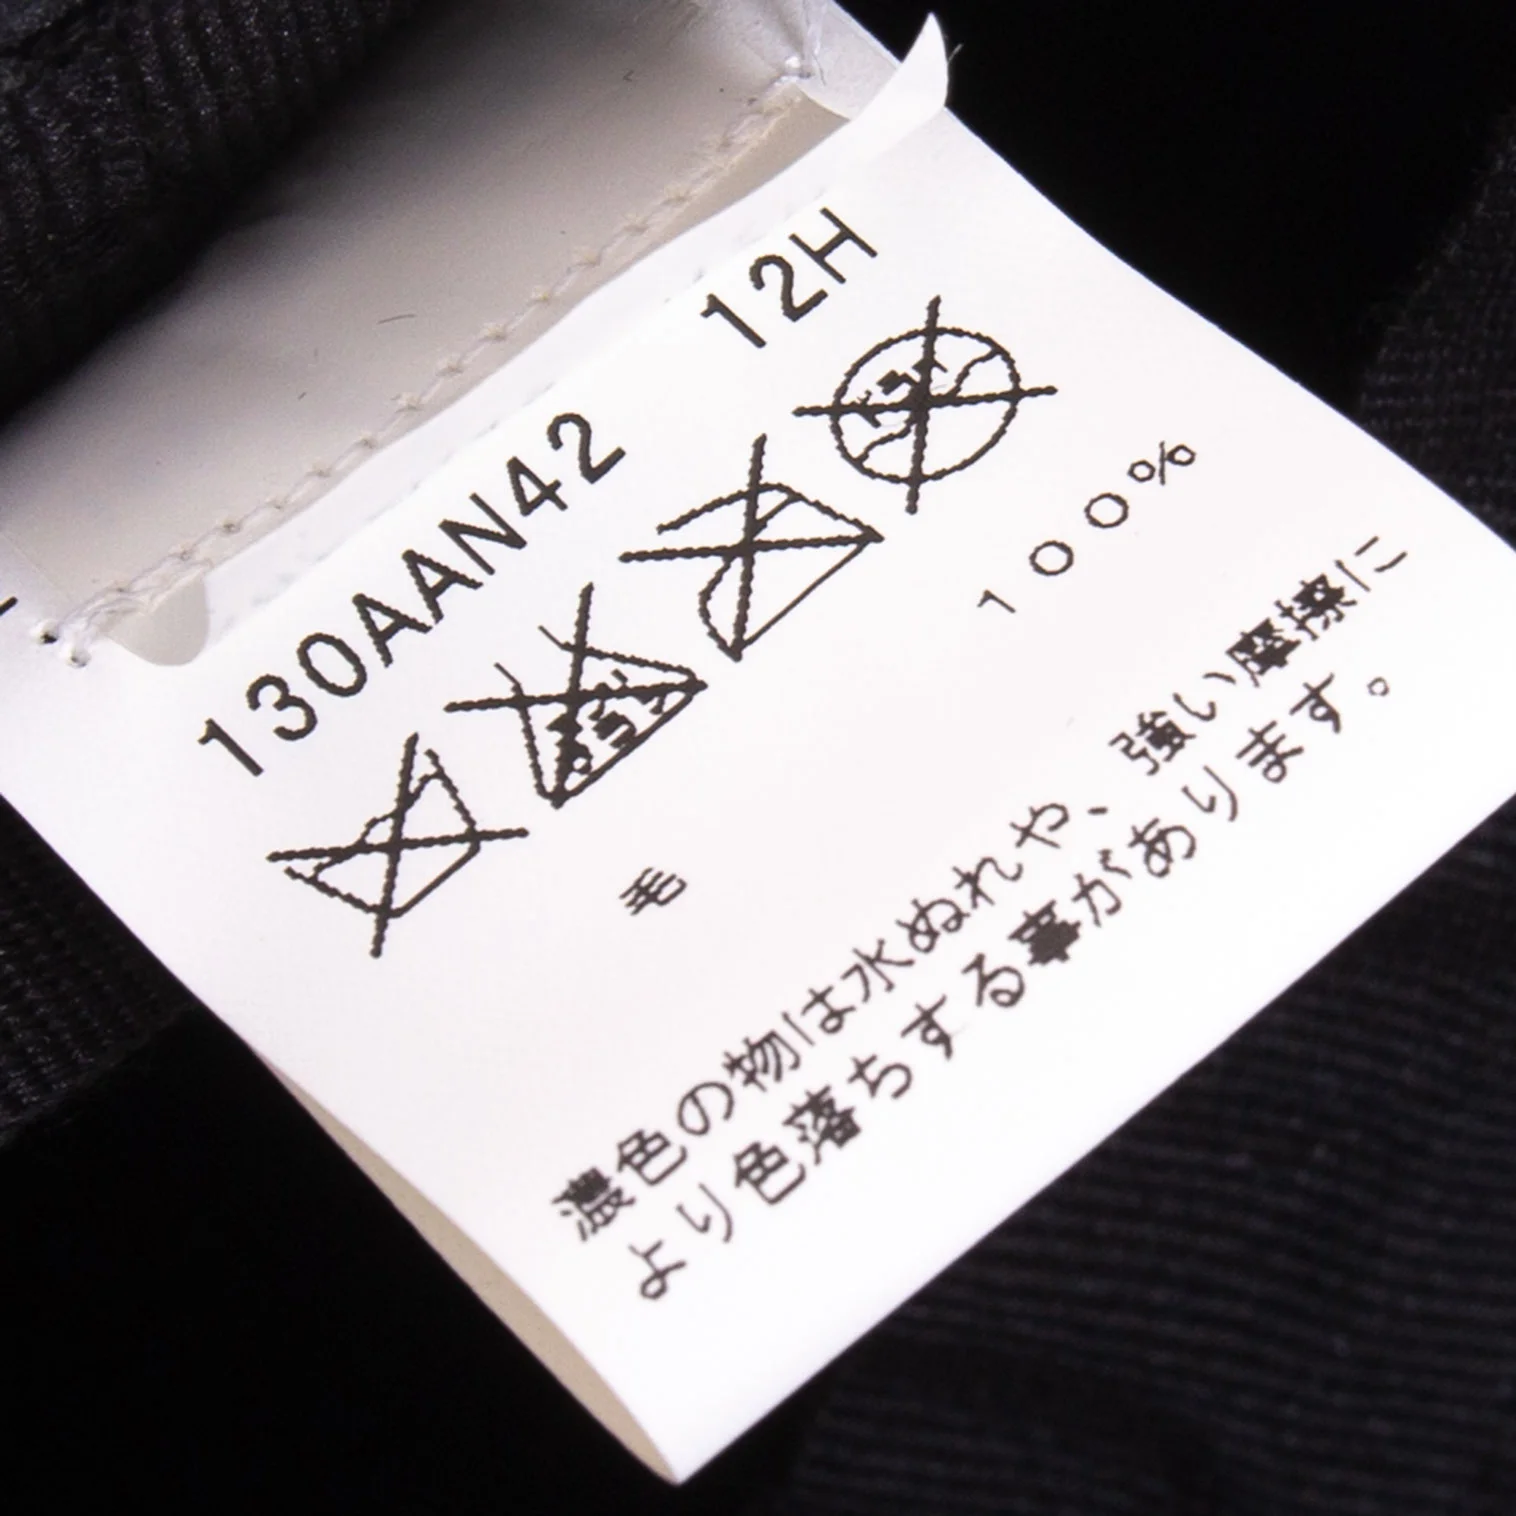 130AAN42 12H
毛 100%
濃色の物は水ぬれや、強い摩擦に
より色落ちする事があります。